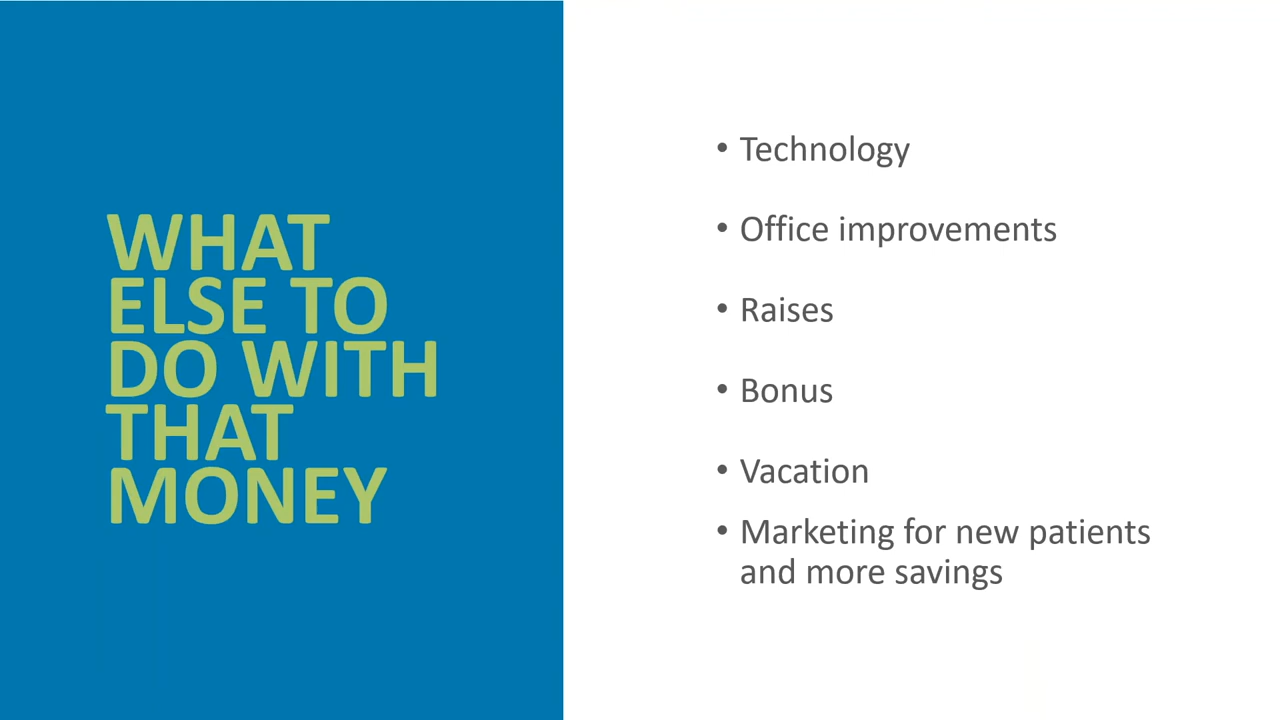 WHAT
ELSE TO
DO WITH
THAT
MONEY
• Technology
• Office improvements
• Raises
• Bonus
• Vacation
• Marketing for new patients
and more savings